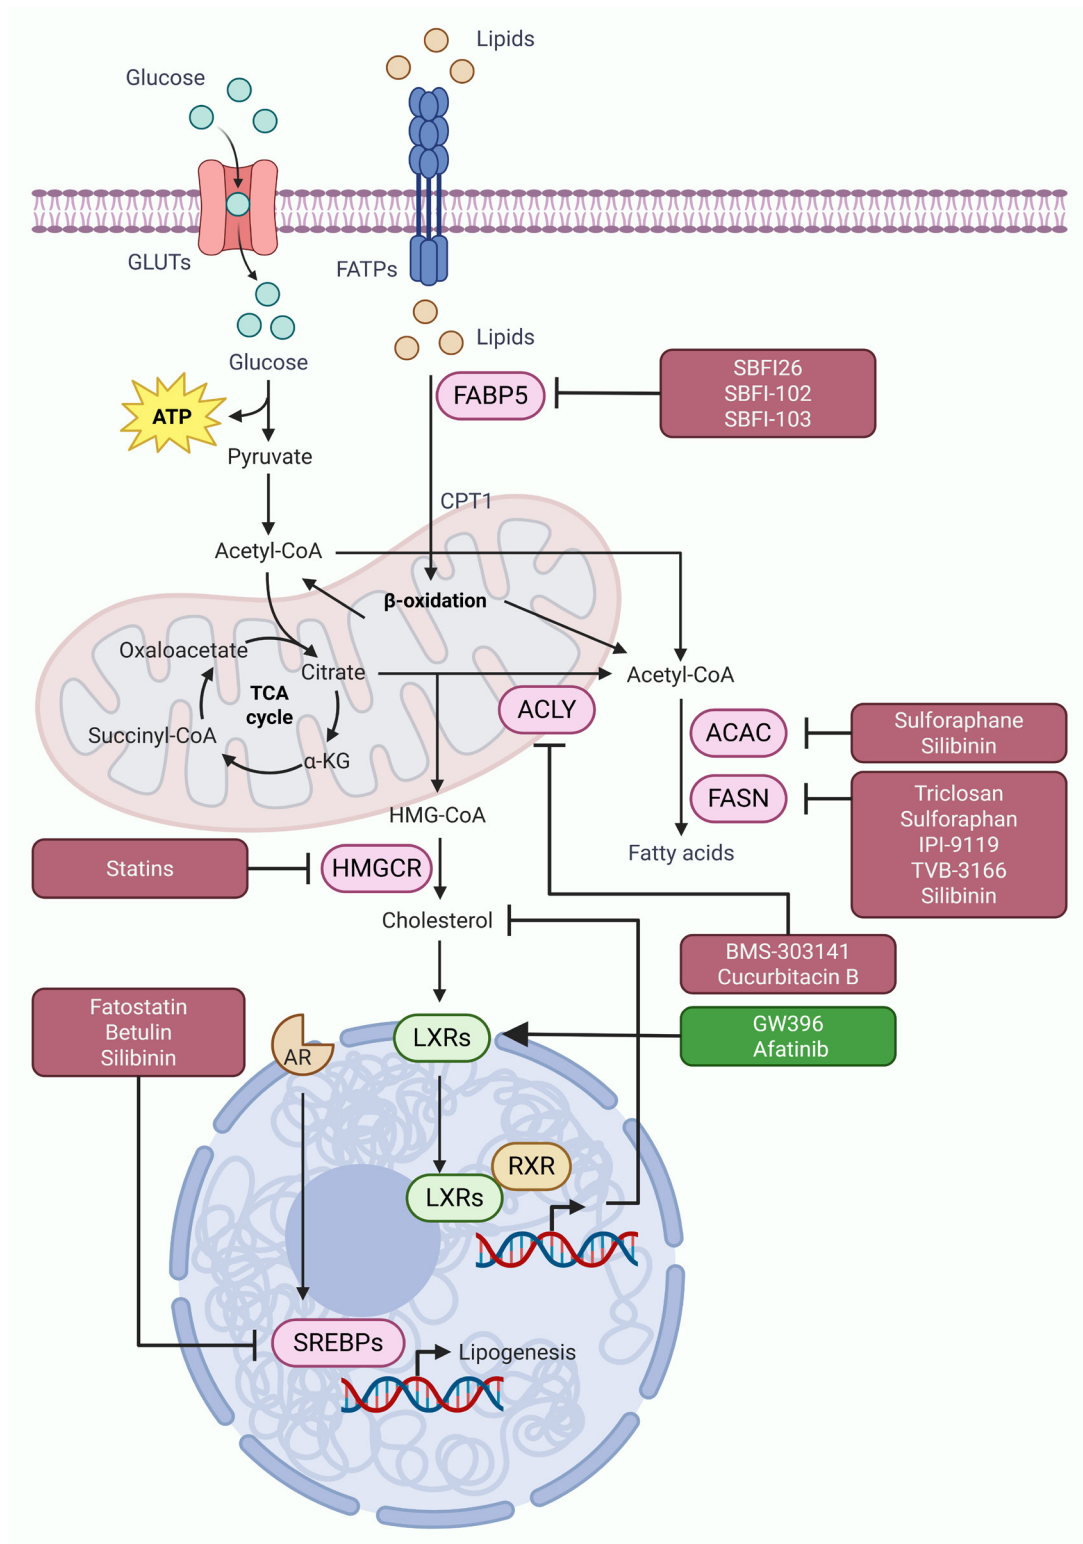 Lipids
Glucose
GLUTs
FATPs
Lipids
Glucose
SBFI26
SBFI-102
SBFI-103
FABP5
ATP
Pyruvate
CPT1
Acetyl-CoA
β-oxidation
Oxaloacetate
Citrate
Acetyl-CoA
TCA
cycle
ACLY
Succinyl-CoA
α-KG
ACAC
Sulforaphane
Silibinin
FASN
Triclosan
Sulforaphan
IPI-9119
TVB-3166
Silibinin
HMG-CoA
Fatty acids
Statins
HMGCR
Cholesterol
BMS-303141
Cucurbitacin B
Fatostatin
Betulin
Silibinin
AR
LXRs
GW396
Afatinib
RXR
LXRs
SREBPs
Lipogenesis